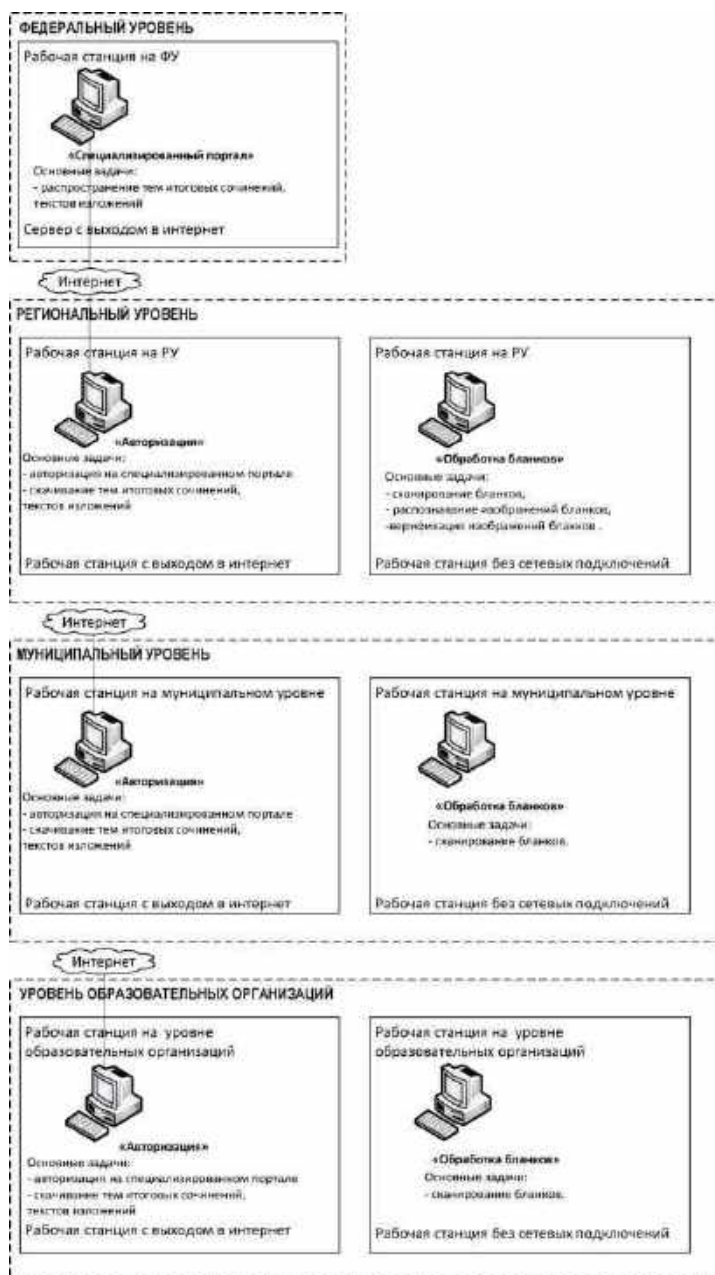 ФЕДЕРАЛЬНЫЙ УРОВЕНЬ
Рабочая станция на ФУ
«Специализированный портал»
Основные задачи:
- распространение тем итоговых сочинений,
текстов изложений
Сервер с выходом в интернет
Интернет
РЕГИОНАЛЬНЫЙ УРОВЕНЬ
Рабочая станция на РУ
«Авторизация»
Основные задачи:
- авторизация на специализированном портале
- скачивание тем итоговых сочинений,
текстов изложений
Рабочая станция с выходом в интернет
Рабочая станция на РУ
«Обработка бланков»
Основные задачи:
- сканирование бланков,
- распознавание изображений бланков,
-верификация изображений бланков .
Рабочая станция без сетевых подключений
Интернет
МУНИЦИПАЛЬНЫЙ УРОВЕНЬ
Рабочая станция на муниципальном уровне
«Авторизация»
Основные задачи:
- авторизация на специализированном портале
- скачивание тем итоговых сочинений,
текстов изложений
Рабочая станция с выходом в интернет
Рабочая станция на муниципальном уровне
«Обработка бланков»
Основные задачи:
- сканирование бланков.
Рабочая станция без сетевых подключений
Интернет
УРОВЕНЬ ОБРАЗОВАТЕЛЬНЫХ ОРГАНИЗАЦИЙ
Рабочая станция на уровне
образовательных организаций
«Авторизация»
Основные задачи:
- авторизация на специализированном портале
- скачивание тем итоговых сочинений,
текстов изложений
Рабочая станция с выходом в интернет
Рабочая станция на уровне
образовательных организаций
«Обработка бланков»
Основные задачи:
- сканирование бланков.
Рабочая станция без сетевых подключений